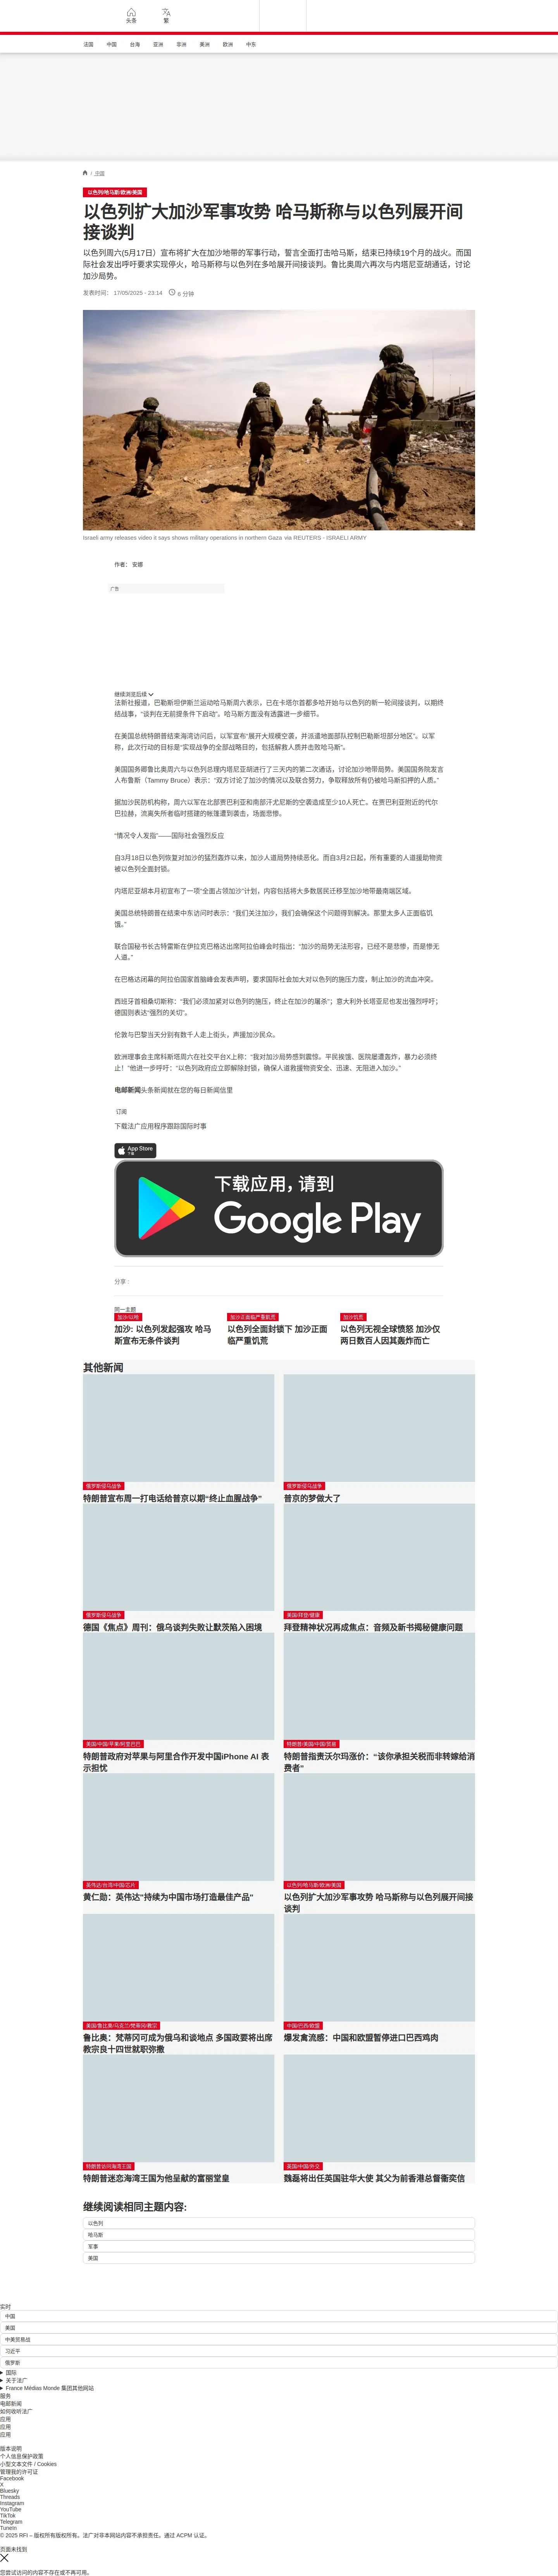 头条
繁
法国
中国
台海
亚洲
非洲
美洲
欧洲
中东
/ 中国
以色列/哈马斯/欧洲/美国
以色列扩大加沙军事攻势 哈马斯称与以色列展开间
接谈判
以色列周六(5月17日）宣布将扩大在加沙地带的军事行动，誓言全面打击哈马斯，结束已持续19个月的战火。而国
际社会发出呼吁要求实现停火，哈马斯称与以色列在多哈展开间接谈判。鲁比奥周六再次与内塔尼亚胡通话，讨论
加沙局势。
发表时间： 17/05/2025 - 23:14
6 分钟
Israeli army releases video it says shows military operations in northern Gaza via REUTERS - ISRAELI ARMY
作者： 安娜
广告
继续浏览后续
法新社报道，巴勒斯坦伊斯兰运动哈马斯周六表示，已在卡塔尔首都多哈开始与以色列的新一轮间接谈判，以期终
结战事，“谈判在无前提条件下启动”。哈马斯方面没有透露进一步细节。
在美国总统特朗普结束海湾访问后，以军宣布“展开大规模空袭，并派遣地面部队控制巴勒斯坦部分地区”。以军
称，此次行动的目标是“实现战争的全部战略目的，包括解救人质并击败哈马斯”。
美国国务卿鲁比奥周六与以色列总理内塔尼亚胡进行了三天内的第二次通话，讨论加沙地带局势。美国国务院发言
人布鲁斯（Tammy Bruce）表示：“双方讨论了加沙的情况以及联合努力，争取释放所有仍被哈马斯扣押的人质。”
据加沙民防机构称，周六以军在北部贾巴利亚和南部汗尤尼斯的空袭造成至少10人死亡。在贾巴利亚附近的代尔
巴拉赫，流离失所者临时搭建的帐篷遭到袭击，场面悲惨。
“情况令人发指”——国际社会强烈反应
自3月18日以色列恢复对加沙的猛烈轰炸以来，加沙人道局势持续恶化。而自3月2日起，所有重要的人道援助物资
被以色列全面封锁。
内塔尼亚胡本月初宣布了一项“全面占领加沙”计划，内容包括将大多数居民迁移至加沙地带最南端区域。
美国总统特朗普在结束中东访问时表示：“我们关注加沙，我们会确保这个问题得到解决。那里太多人正面临饥
饿。”
联合国秘书长古特雷斯在伊拉克巴格达出席阿拉伯峰会时指出：“加沙的局势无法形容，已经不是悲惨，而是惨无
人道。”
在巴格达闭幕的阿拉伯国家首脑峰会发表声明，要求国际社会加大对以色列的施压力度，制止加沙的流血冲突。
西班牙首相桑切斯称：“我们必须加紧对以色列的施压，终止在加沙的屠杀”；意大利外长塔亚尼也发出强烈呼吁；
德国则表达“强烈的关切”。
伦敦与巴黎当天分别有数千人走上街头，声援加沙民众。
欧洲理事会主席科斯塔周六在社交平台X上称：“我对加沙局势感到震惊。平民挨饿、医院屡遭轰炸，暴力必须终
止！”他进一步呼吁：“以色列政府应立即解除封锁，确保人道救援物资安全、迅速、无阻进入加沙。”
电邮新闻头条新闻就在您的每日新闻信里
订阅
下载法广应用程序跟踪国际时事
App Store
下载
下载应用，请到
Google Play
分享 :
同一主题
加沙/以哈
加沙: 以色列发起强攻 哈马
斯宣布无条件谈判
加沙正面临严重饥荒
以色列全面封锁下 加沙正面
临严重饥荒
加沙饥荒
以色列无视全球愤怒 加沙仅
两日数百人因其轰炸而亡
其他新闻
俄罗斯侵乌战争
特朗普宣布周一打电话给普京以期“终止血腥战争”
俄罗斯侵乌战争
普京的梦做大了
俄罗斯侵乌战争
德国《焦点》周刊：俄乌谈判失败让默茨陷入困境
美国/拜登/健康
拜登精神状况再成焦点：音频及新书揭秘健康问题
美国/中国/苹果/阿里巴巴
特朗普政府对苹果与阿里合作开发中国iPhone AI 表
示担忧
特朗普/美国/中国/贸易
特朗普指责沃尔玛涨价：“该你承担关税而非转嫁给消
费者”
英伟达/台湾/中国/芯片
黄仁勋：英伟达"持续为中国市场打造最佳产品"
以色列/哈马斯/欧洲/美国
以色列扩大加沙军事攻势 哈马斯称与以色列展开间接
谈判
美国/鲁比奥/乌克兰/梵蒂冈/教宗
鲁比奥：梵蒂冈可成为俄乌和谈地点 多国政要将出席
教宗良十四世就职弥撒
中国/巴西/欧盟
爆发禽流感：中国和欧盟暂停进口巴西鸡肉
特朗普访问海湾王国
特朗普迷恋海湾王国为他呈献的富丽堂皇
英国/中国/外交
魏磊将出任英国驻华大使 其父为前香港总督衞奕信
继续阅读相同主题内容:
以色列
哈马斯
军事
美国
实时
中国
美国
中美贸易战
习近平
俄罗斯
国际
关于法广
France Médias Monde 集团其他网站
服务
电邮新闻
如何收听法广
应用
应用
应用
版本说明
个人信息保护政策
小型文本文件 / Cookies
管理我的许可证
Facebook
X
Bluesky
Threads
Instagram
YouTube
TikTok
Telegram
TuneIn
© 2025 RFI – 版权所有版权所有。法广对非本网站内容不承担责任。通过 ACPM 认证。
页面未找到
您尝试访问的内容不存在或不再可用。